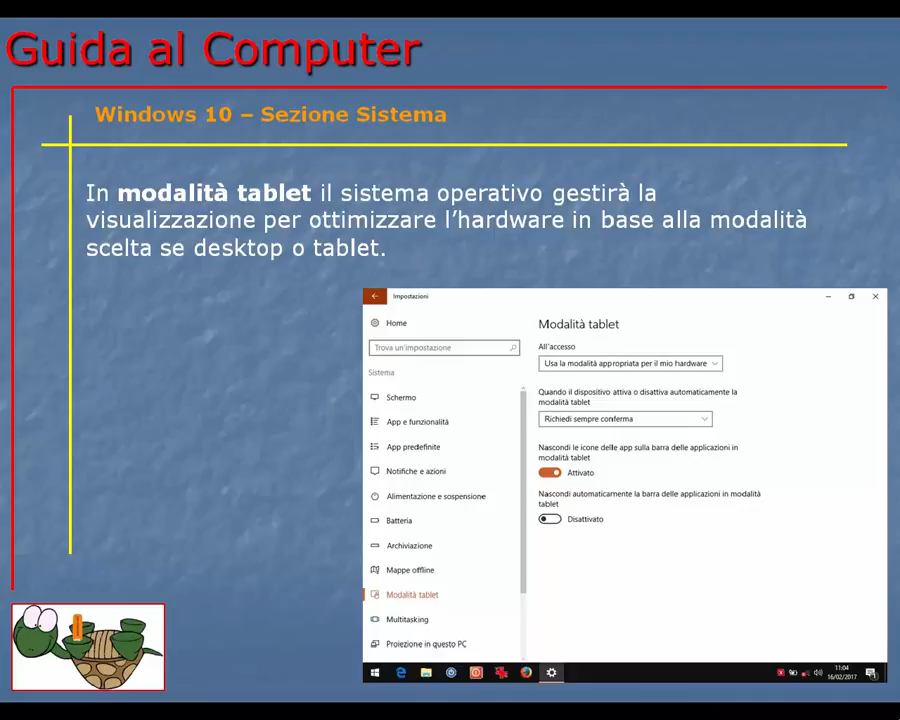 Guida al Computer
Windows 10 – Sezione Sistema
In modalità tablet il sistema operativo gestirà la
visualizzazione per ottimizzare l’hardware in base alla modalità
scelta se desktop o tablet.
Impostazioni
Home
Trova un'impostazione
Sistema
Schermo
App e funzionalità
App predefinite
Notifiche e azioni
Alimentazione e sospensione
Batteria
Archiviazione
Mappe offline
Modalità tablet
Multitasking
Proiezione in questo PC
Modalità tablet
All'accesso
Usa la modalità appropriata per il mio hardware
Quando il dispositivo attiva o disattiva automaticamente la
modalità tablet
Richiedi sempre conferma
Nascondi le icone delle app sulla barra delle applicazioni in
modalità tablet
Attivato
Nascondi automaticamente la barra delle applicazioni in modalità
tablet
Disattivato
11:04
16/02/2017